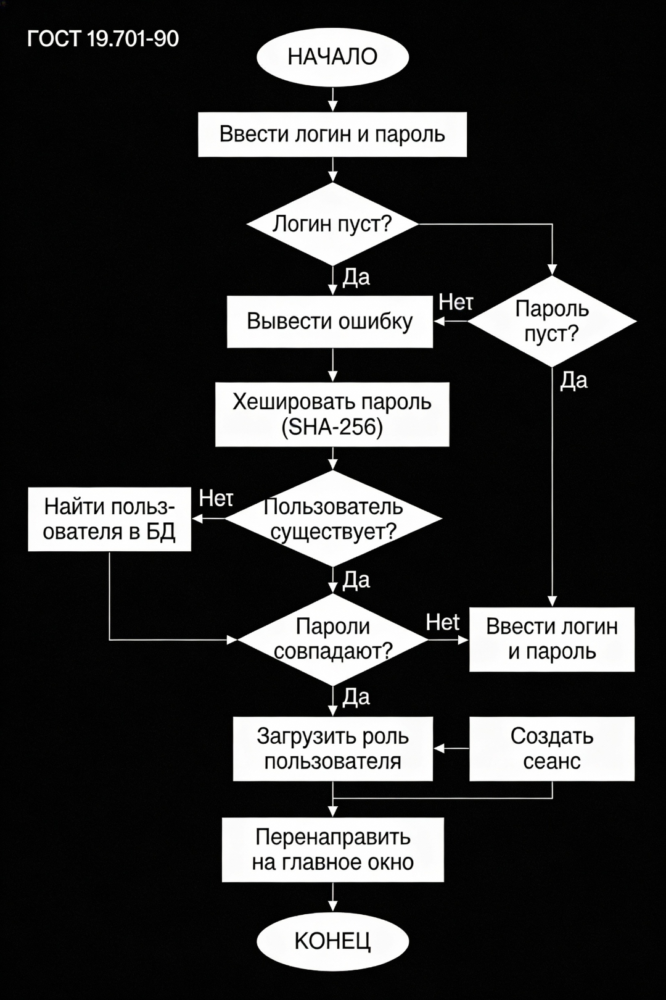 ГОСТ 19.701-90
НАЧАЛО
Ввести логин и пароль
Логин пуст?
Да
Вывести ошибку
Нет
Пароль
пуст?
Да
Хешировать пароль
(SHA-256)
Найти польз-
ователя в БД
Нет
Пользователь
существует?
Да
Пароли
совпадают?
Нет
Ввести логин
и пароль
Да
Загрузить роль
пользователя
Создать
сеанс
Перенаправить
на главное окно
КОНЕЦ